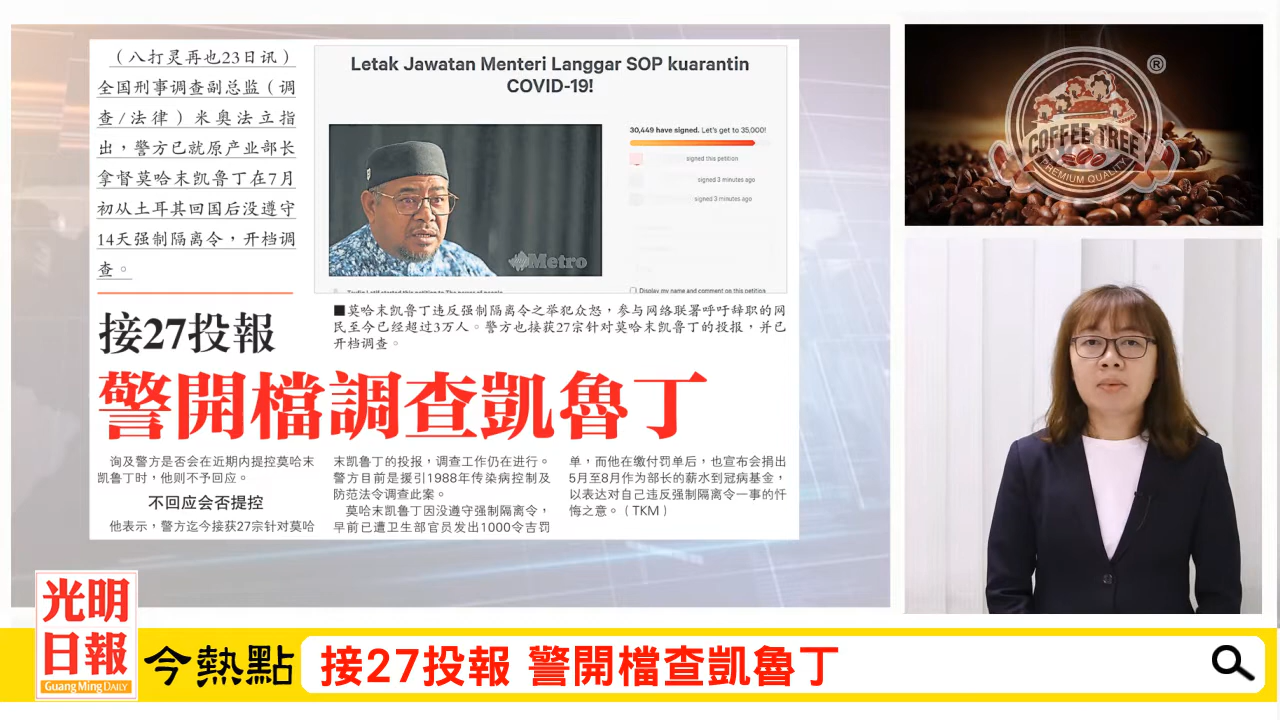 （八打灵再也23日讯）
全国刑事调查副总监（调
查/法律）米奥法立指
出，警方已就原产业部长
拿督莫哈末凯鲁丁在7月
初从土耳其回国后没遵守
14天强制隔离令，开档调
查。
Letak Jawatan Menteri Langgar SOP kuarantin
COVID-19!
30,449 have signed. Let's get to 35,000!
signed this petition
signed 3 minutes ago
signed 3 minutes ago
Metro
started this petition to
Display my name and comment on this petition
■莫哈末凯鲁丁违反强制隔离令之举犯众怒，参与网络联署呼吁辞职的网
民至今已经超过3万人。警方也接获27宗针对莫哈末凯鲁丁的投报，并已
开档调查。
接27投報
警開檔調查凱魯丁
询及警方是否会在近期内提控莫哈末
凯鲁丁时，他则不予回应。
不回应会否提控
他表示，警方迄今接获27宗针对莫哈
末凯鲁丁的投报，调查工作仍在进行。
警方目前是援引1988年传染病控制及
防范法令调查此案。
莫哈末凯鲁丁因没遵守强制隔离令，
早前已遭卫生部官员发出1000令吉罚
单，而他在缴付罚单后，也宣布会捐出
5月至8月作为部长的薪水到冠病基金，
以表达对自己违反强制隔离令一事的忏
悔之意。（TKM）
®
COFFEE TREE
PREMIUM QUALITY
光明
日報
Guang Ming DAILY
今熱點
接27投報 警開檔查凱魯丁